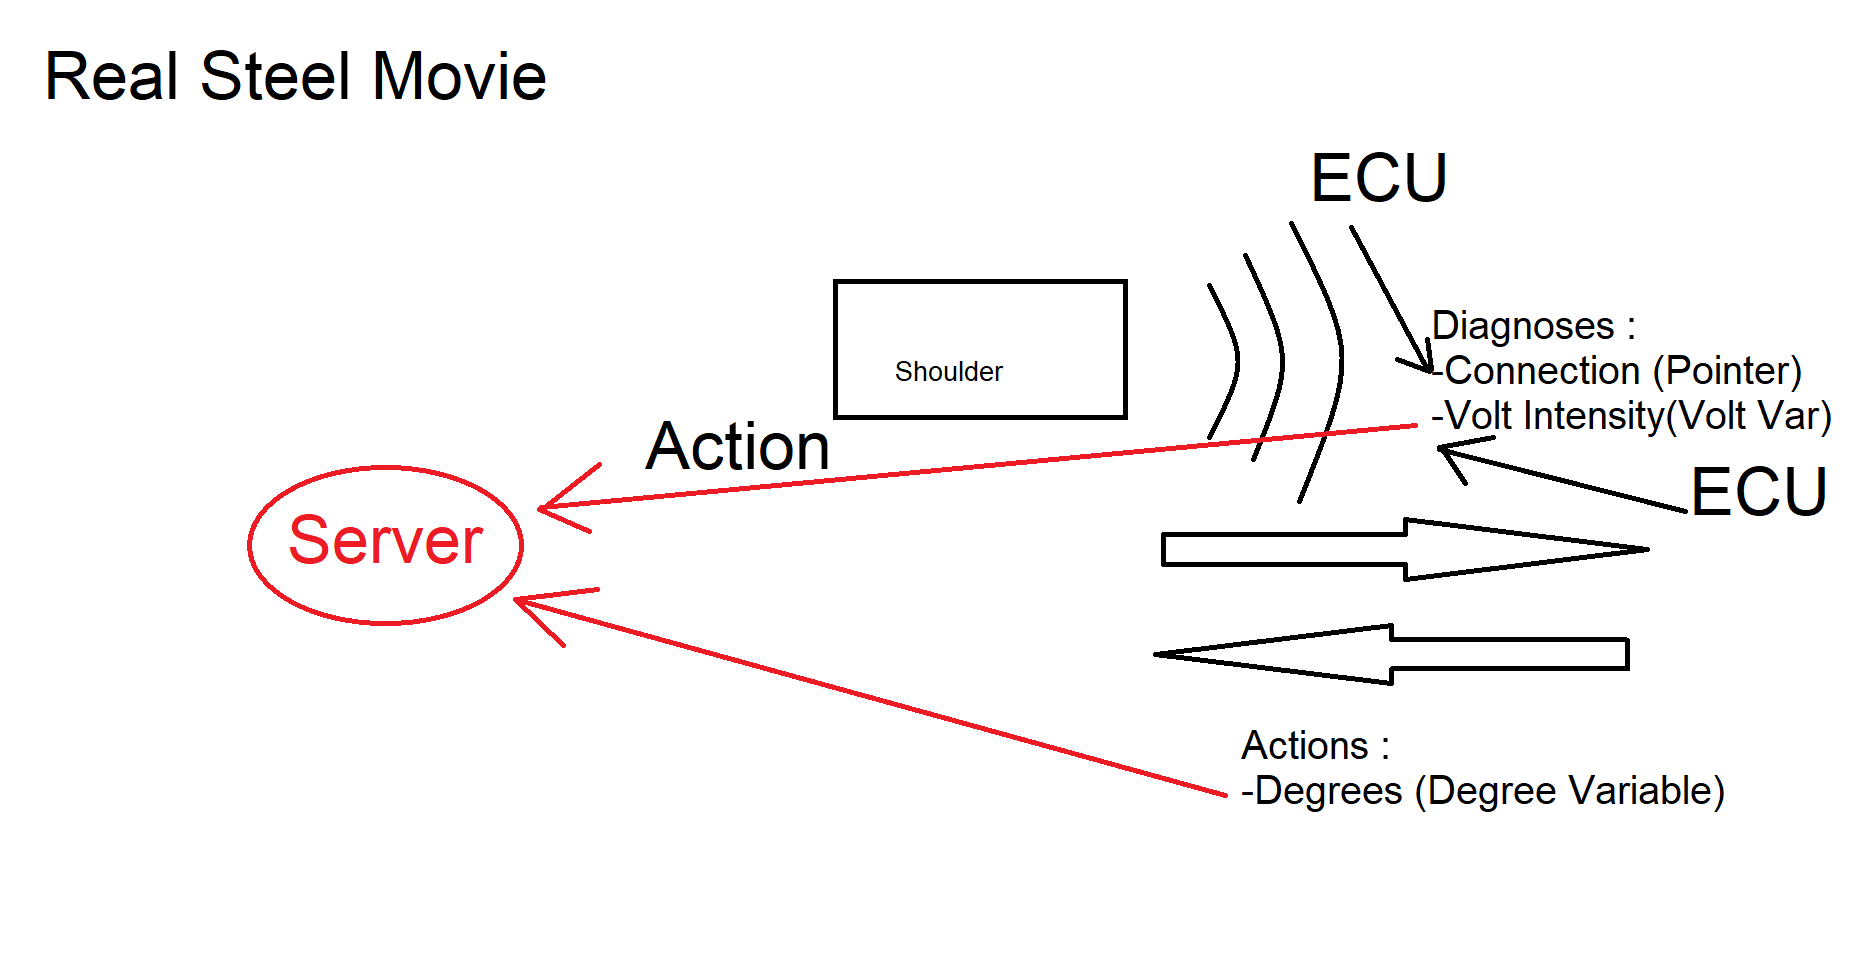 Real Steel Movie
ECU
Diagnoses :
-Connection (Pointer)
-Volt Intensity(Volt Var)
Shoulder
Action
ECU
Server
Actions :
-Degrees (Degree Variable)